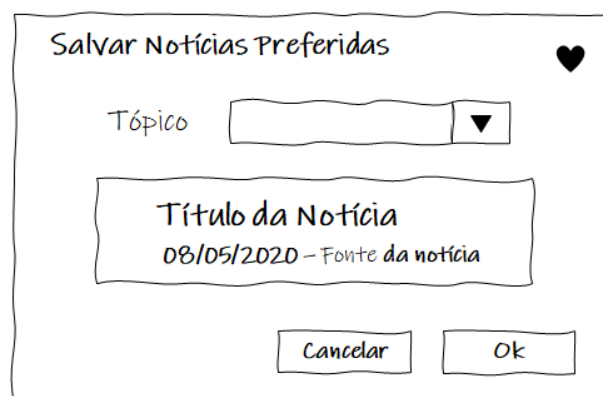 Salvar Notícias Preferidas
Tópico
Título da Notícia
08/05/2020 – Fonte da notícia
Cancelar
Ok